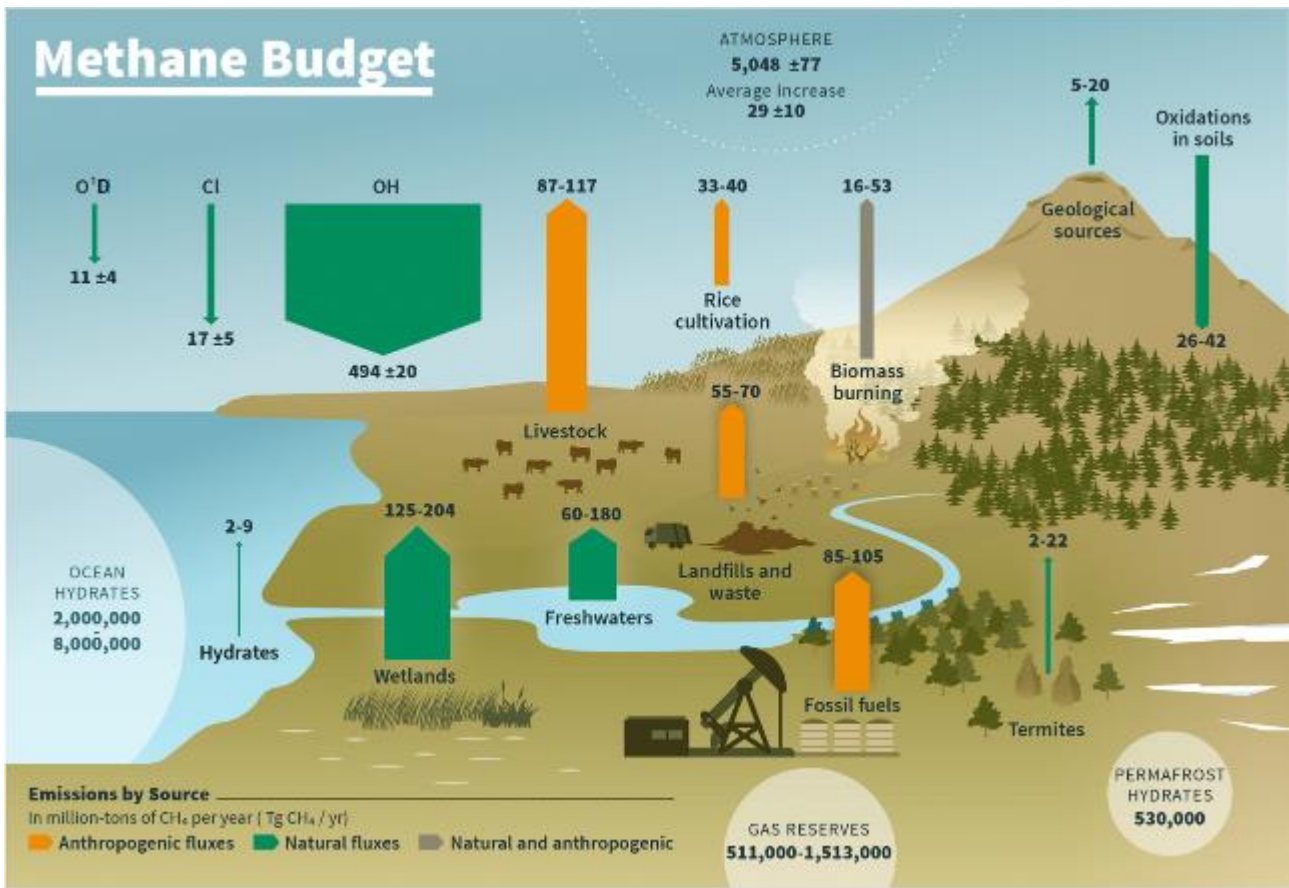 Methane Budget
ATMOSPHERE
5,048 ±77
Average increase
29 ±10
5-20
Oxidations
in soils
O¹D
Cl
OH
87-117
33-40
16-53
Geological
sources
11 ±4
17 ±5
494 ±20
Rice
cultivation
26-42
Biomass
burning
55-70
Livestock
125-204
60-180
2-9
2-22
85-105
OCEAN
HYDRATES
2,000,000
-
8,000,000
Landfills and
waste
Freshwaters
Hydrates
Wetlands
Fossil fuels
Termites
PERMAFROST
HYDRATES
530,000
Emissions by Source
In million-tons of CH₄ per year ( Tg CH₄ / yr)
Anthropogenic fluxes Natural fluxes Natural and anthropogenic
GAS RESERVES
511,000-1,513,000